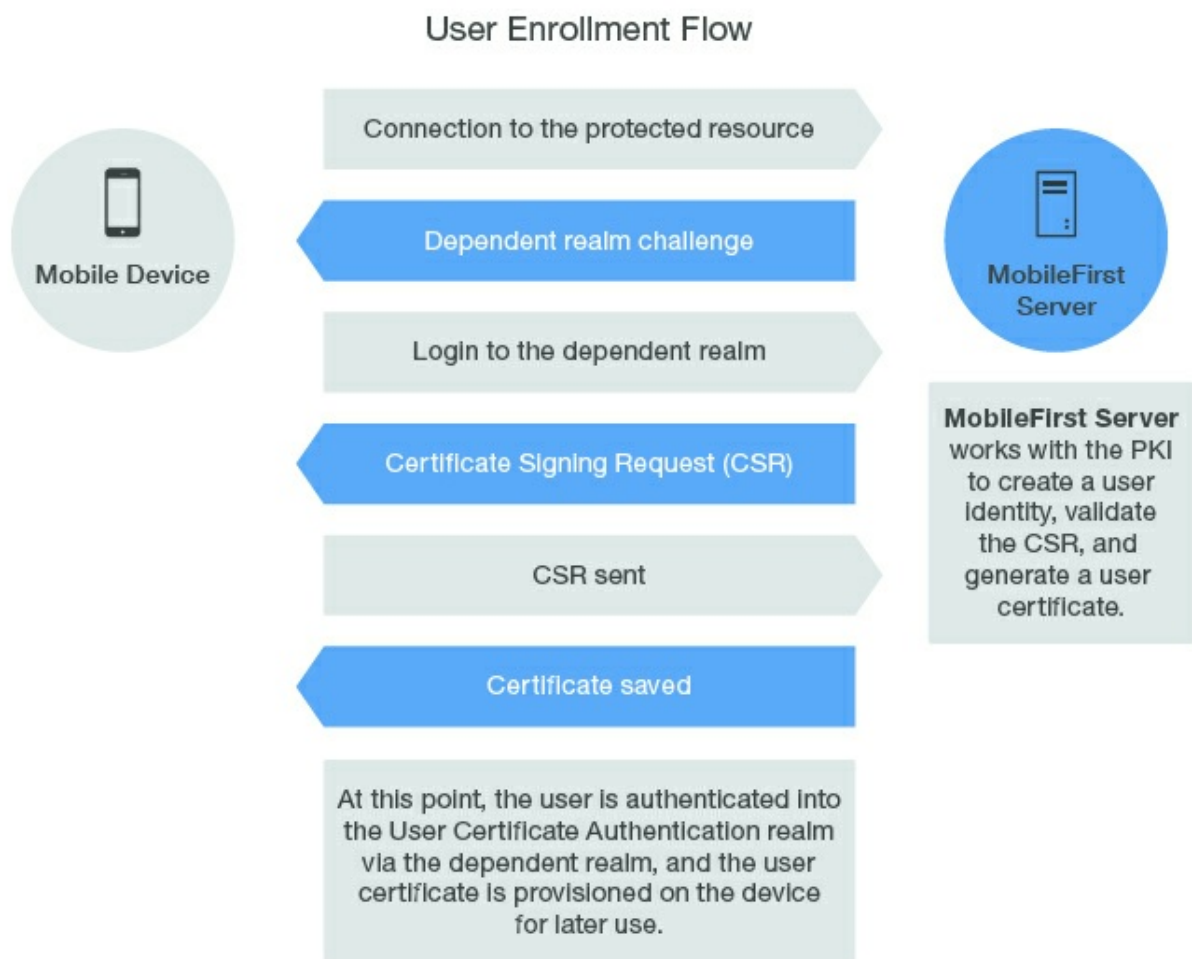 User Enrollment Flow
Connection to the protected resource
Dependent realm challenge
Mobile Device
MobileFirst
Server
Login to the dependent realm
Certificate Signing Request (CSR)
MobileFirst Server
works with the PKI
to create a user
identity, validate
the CSR, and
generate a user
certificate.
CSR sent
Certificate saved
At this point, the user is authenticated into
the User Certificate Authentication realm
via the dependent realm, and the user
certificate is provisioned on the device
for later use.